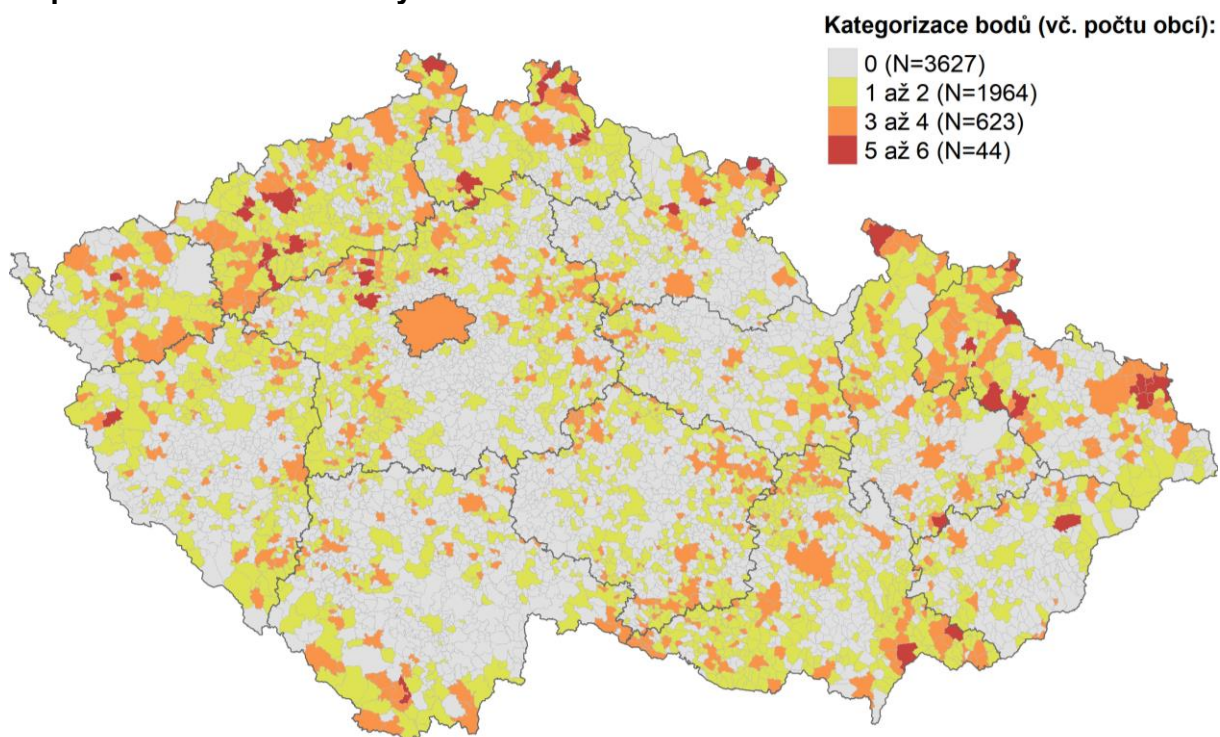 Kategorizace bodů (vč. počtu obcí):
0 (N=3627)
1 až 2 (N=1964)
3 až 4 (N=623)
5 až 6 (N=44)